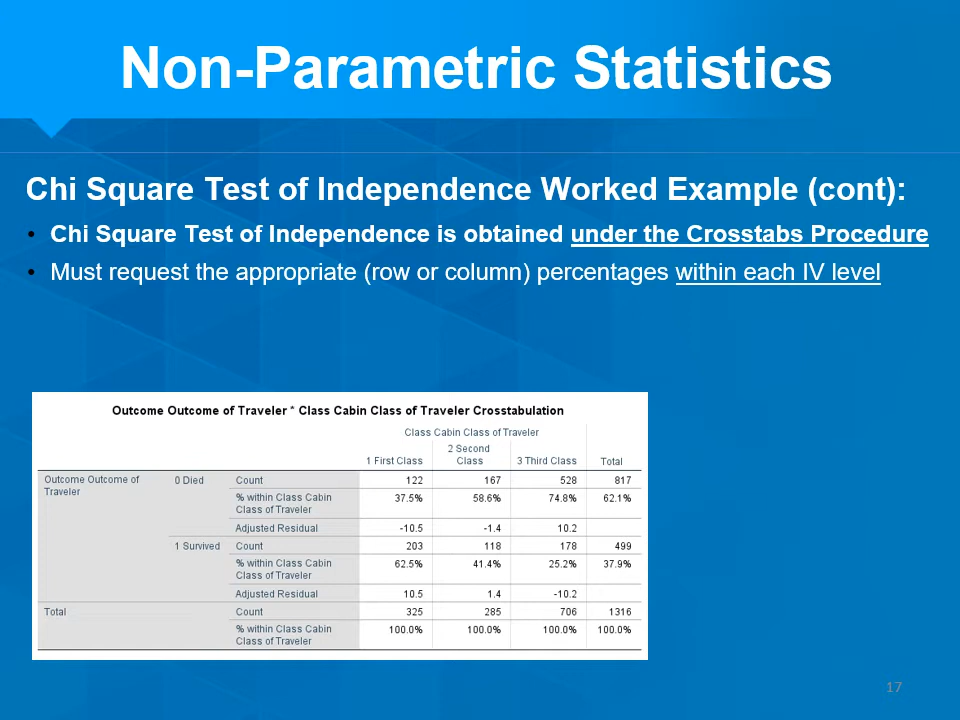 Non-Parametric Statistics
Chi Square Test of Independence Worked Example (cont):
• Chi Square Test of Independence is obtained under the Crosstabs Procedure
• Must request the appropriate (row or column) percentages within each IV level
Outcome Outcome of Traveler * Class Cabin Class of Traveler Crosstabulation
Class Cabin Class of Traveler
1 First Class 2 Second Class 3 Third Class Total
Outcome Outcome of Traveler 0 Died Count 122 167 528 817
% within Class Cabin Class of Traveler 37.5% 58.6% 74.8% 62.1%
Adjusted Residual -10.5 -1.4 10.2
1 Survived Count 203 118 178 499
% within Class Cabin Class of Traveler 62.5% 41.4% 25.2% 37.9%
Adjusted Residual 10.5 1.4 -10.2
Total Count 325 285 706 1316
% within Class Cabin Class of Traveler 100.0% 100.0% 100.0% 100.0%
17